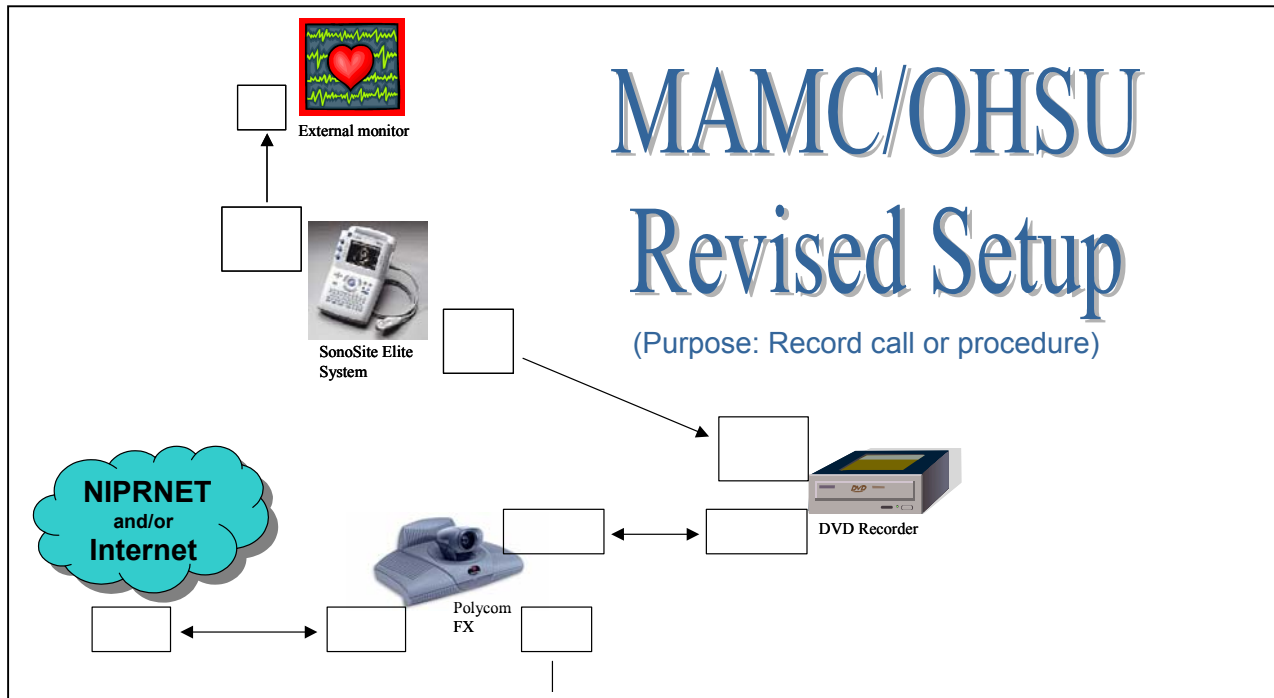 External monitor
MAMC/OHSU
Revised Setup
(Purpose: Record call or procedure)
SonoSite Elite
System
NIPRNET
and/or
Internet
DVD
DVD Recorder
Polycom
FX